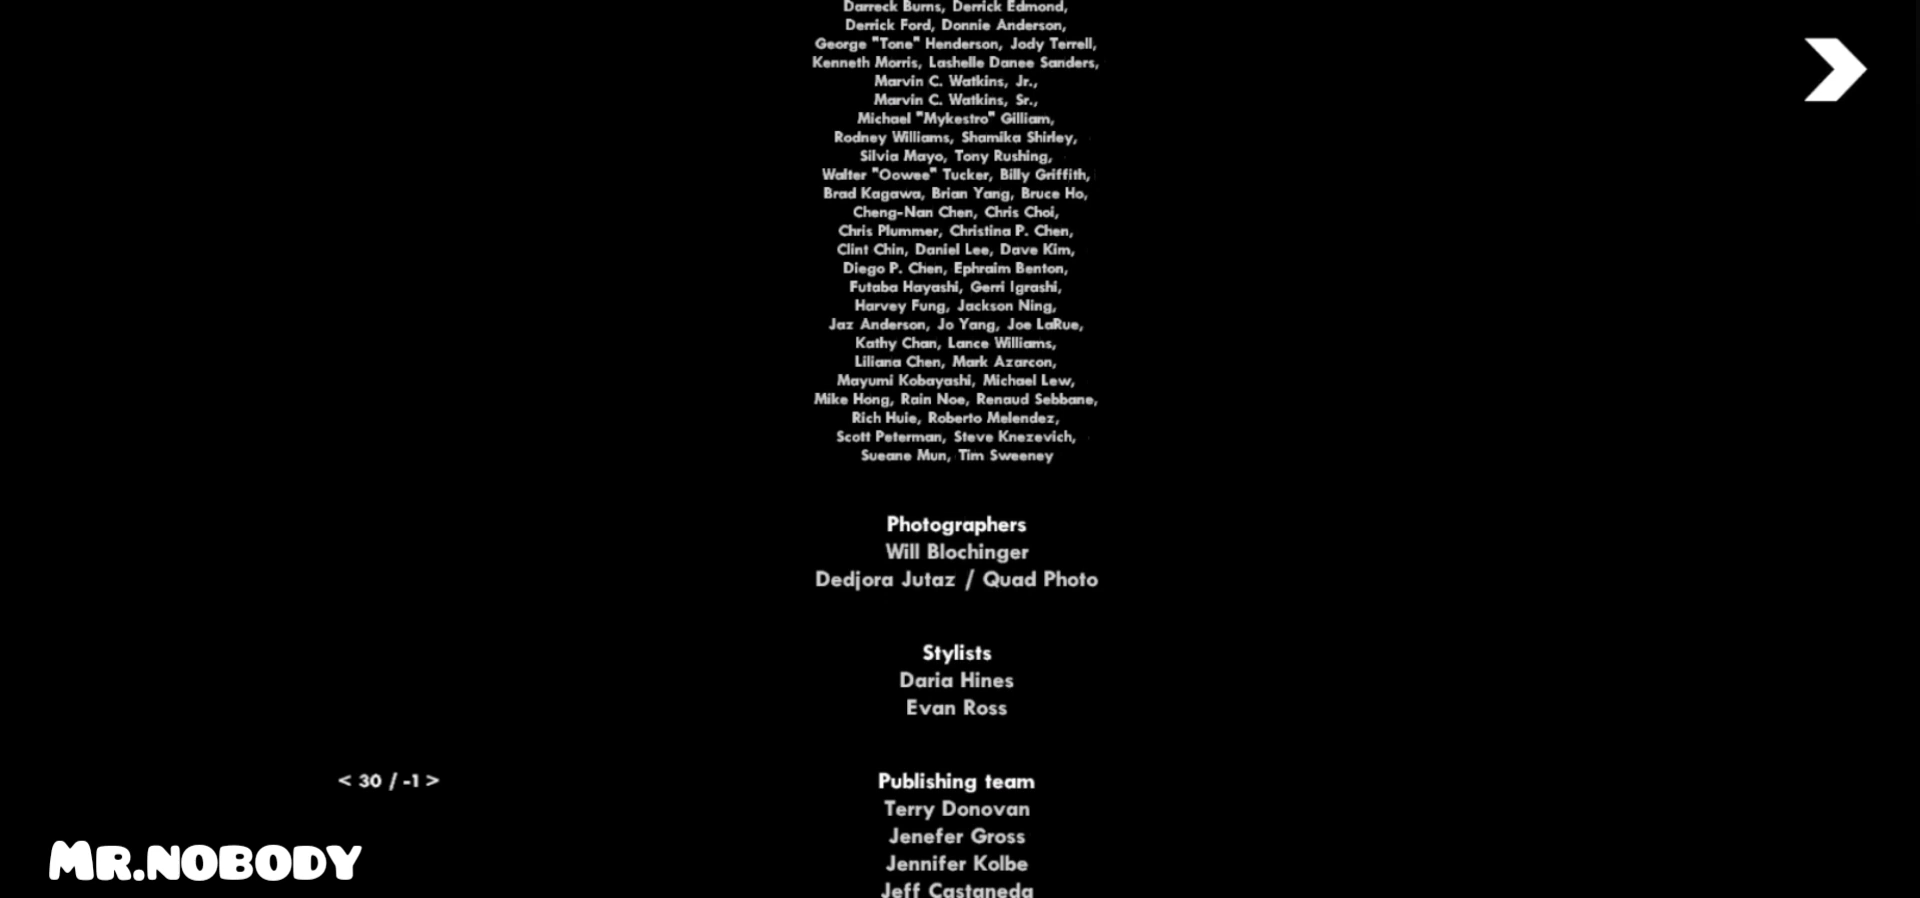 Darreck Burns, Derrick Edmond,
Derrick Ford, Donnie Anderson,
George "Tone" Henderson, Jody Terrell,
Kenneth Morris, Lashelle Danee Sanders,
Marvin C. Watkins, Jr.,
Marvin C. Watkins, Sr.,
Michael "Mykestro" Gilliam,
Rodney Williams, Shamika Shirley,
Silvia Mayo, Tony Rushing,
Walter "Oowee" Tucker, Billy Griffith,
Brad Kagawa, Brian Yang, Bruce Ho,
Cheng-Nan Chen, Chris Choi,
Chris Plummer, Christina P. Chen,
Clint Chin, Daniel Lee, Dave Kim,
Diego P. Chen, Ephraim Benton,
Futaba Hayashi, Gerri Igrashi,
Harvey Fung, Jackson Ning,
Jaz Anderson, Jo Yang, Joe LaRue,
Kathy Chan, Lance Williams,
Liliana Chen, Mark Azarcon,
Mayumi Kobayashi, Michael Lew,
Mike Hong, Rain Noe, Renaud Sebbane,
Rich Huie, Roberto Melendez,
Scott Peterman, Steve Knezevich,
Sueane Mun, Tim Sweeney
Photographers
Will Blochinger
Dedjora Jutaz / Quad Photo
Stylists
Daria Hines
Evan Ross
Publishing team
Terry Donovan
Jenefer Gross
Jennifer Kolbe
Jeff Castaneda
< 30 / -1 >
MR.NOBODY